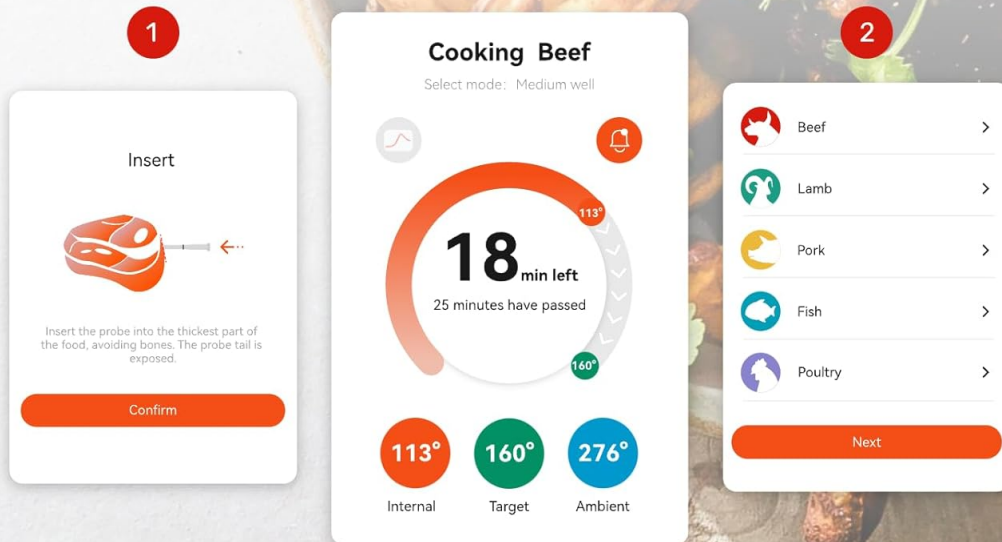 1
Insert
Insert the probe into the thickest part of
the food, avoiding bones. The probe tail is
exposed.
Confirm
Cooking Beef
Select mode: Medium well
113°
18 min left
25 minutes have passed
160°
113° 160° 276°
Internal Target Ambient
2
Beef
Lamb
Pork
Fish
Poultry
Next